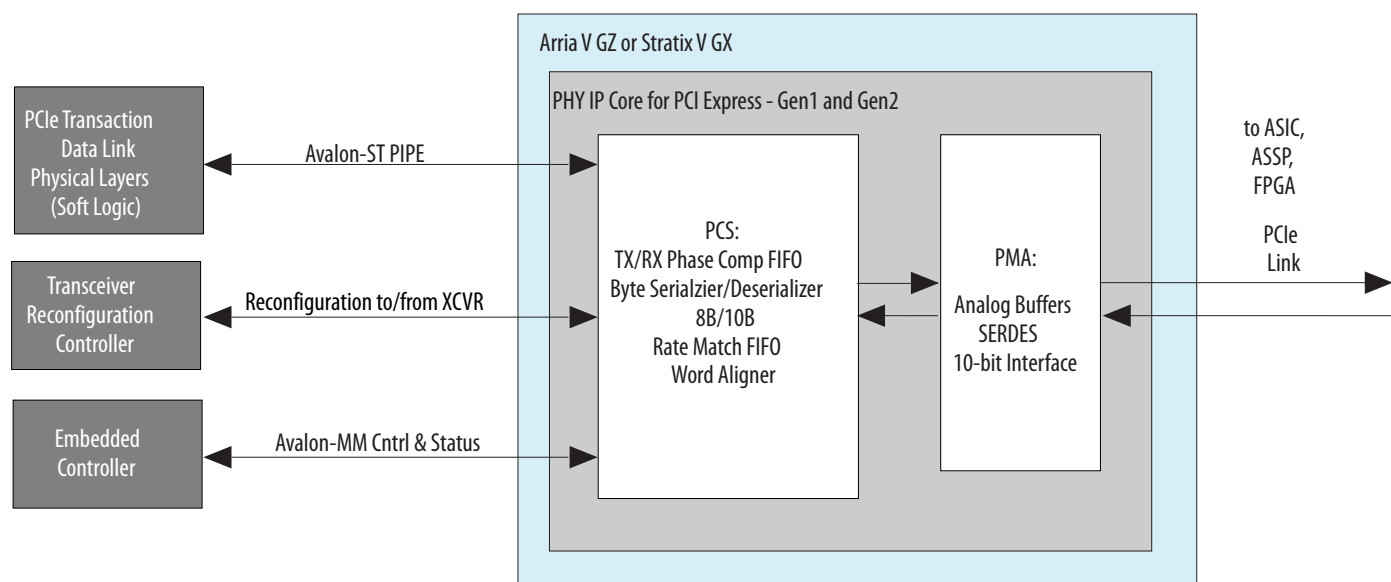 Arria V GZ or Stratix V GX
PHY IP Core for PCI Express - Gen1 and Gen2
PCIe Transaction
Data Link
Physical Layers
(Soft Logic)
Avalon-ST PIPE
Transceiver
Reconfiguration
Controller
Reconfiguration to/from XCVR
Embedded
Controller
Avalon-MM Cntrl & Status
PCS:
TX/RX Phase Comp FIFO
Byte Serialzier/Deserializer
8B/10B
Rate Match FIFO
Word Aligner
PMA:
Analog Buffers
SERDES
10-bit Interface
to ASIC,
ASSP,
FPGA
PCIe
Link